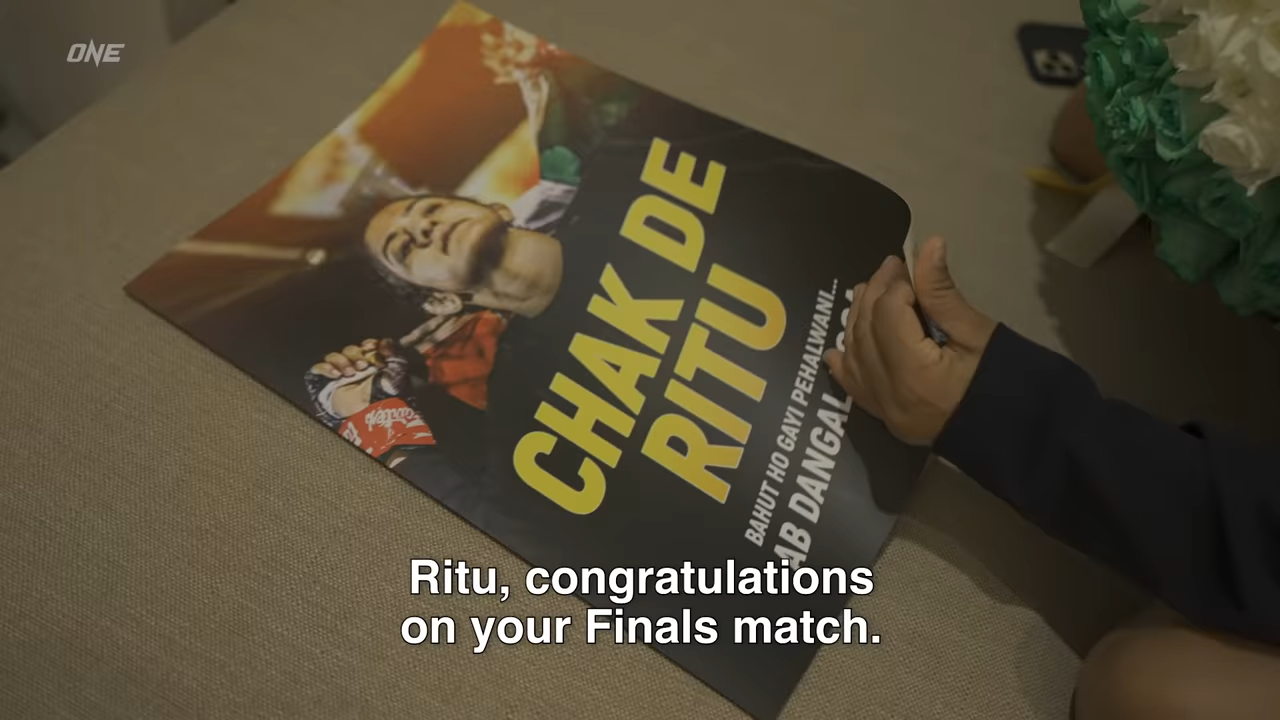 ONE
CHAK DE
RITU
BAHUT HO GAYI PEHALWANI...
AB DANGAL
Ritu, congratulations
on your Finals match.